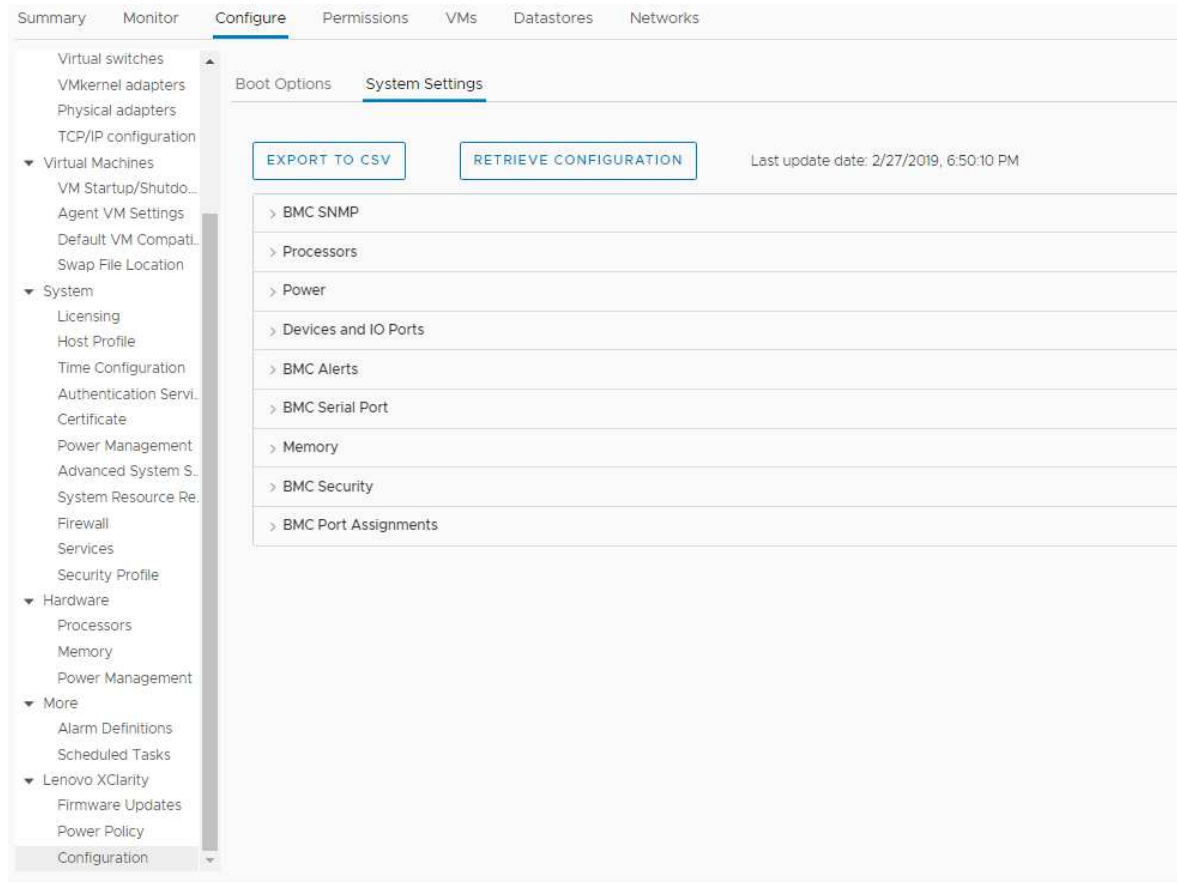 Summary Monitor Configure Permissions VMs Datastores Networks
Virtual switches
VMkernel adapters
Physical adapters
TCP/IP configuration
Virtual Machines
VM Startup/Shutdo...
Agent VM Settings
Default VM Compati..
Swap File Location
System
Licensing
Host Profile
Time Configuration
Authentication Servi..
Certificate
Power Management
Advanced System S..
System Resource Re.
Firewall
Services
Security Profile
Hardware
Processors
Memory
Power Management
More
Alarm Definitions
Scheduled Tasks
Lenovo XClarity
Firmware Updates
Power Policy
Configuration
Boot Options System Settings
EXPORT TO CSV RETRIEVE CONFIGURATION Last update date: 2/27/2019, 6:50:10 PM
BMC SNMP
Processors
Power
Devices and IO Ports
BMC Alerts
BMC Serial Port
Memory
BMC Security
BMC Port Assignments